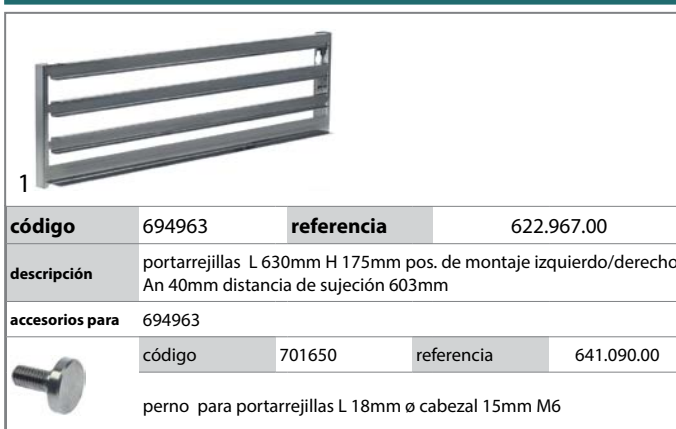 1
código 694963 referencia 622.967.00
descripción portarrejillas L 630mm H 175mm pos. de montaje izquierdo/derecho
An 40mm distancia de sujeción 603mm
accesorios para 694963
código 701650 referencia 641.090.00
perno para portarrejillas L 18mm ø cabezal 15mm M6